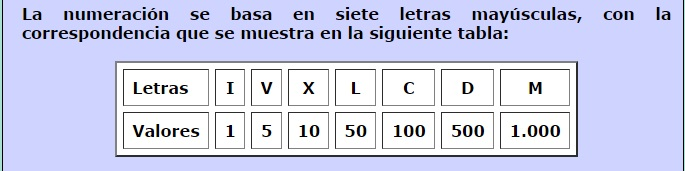 La numeración se basa en siete letras mayúsculas, con la
correspondencia que se muestra en la siguiente tabla:
Letras I V X L C D M
Valores 1 5 10 50 100 500 1.000